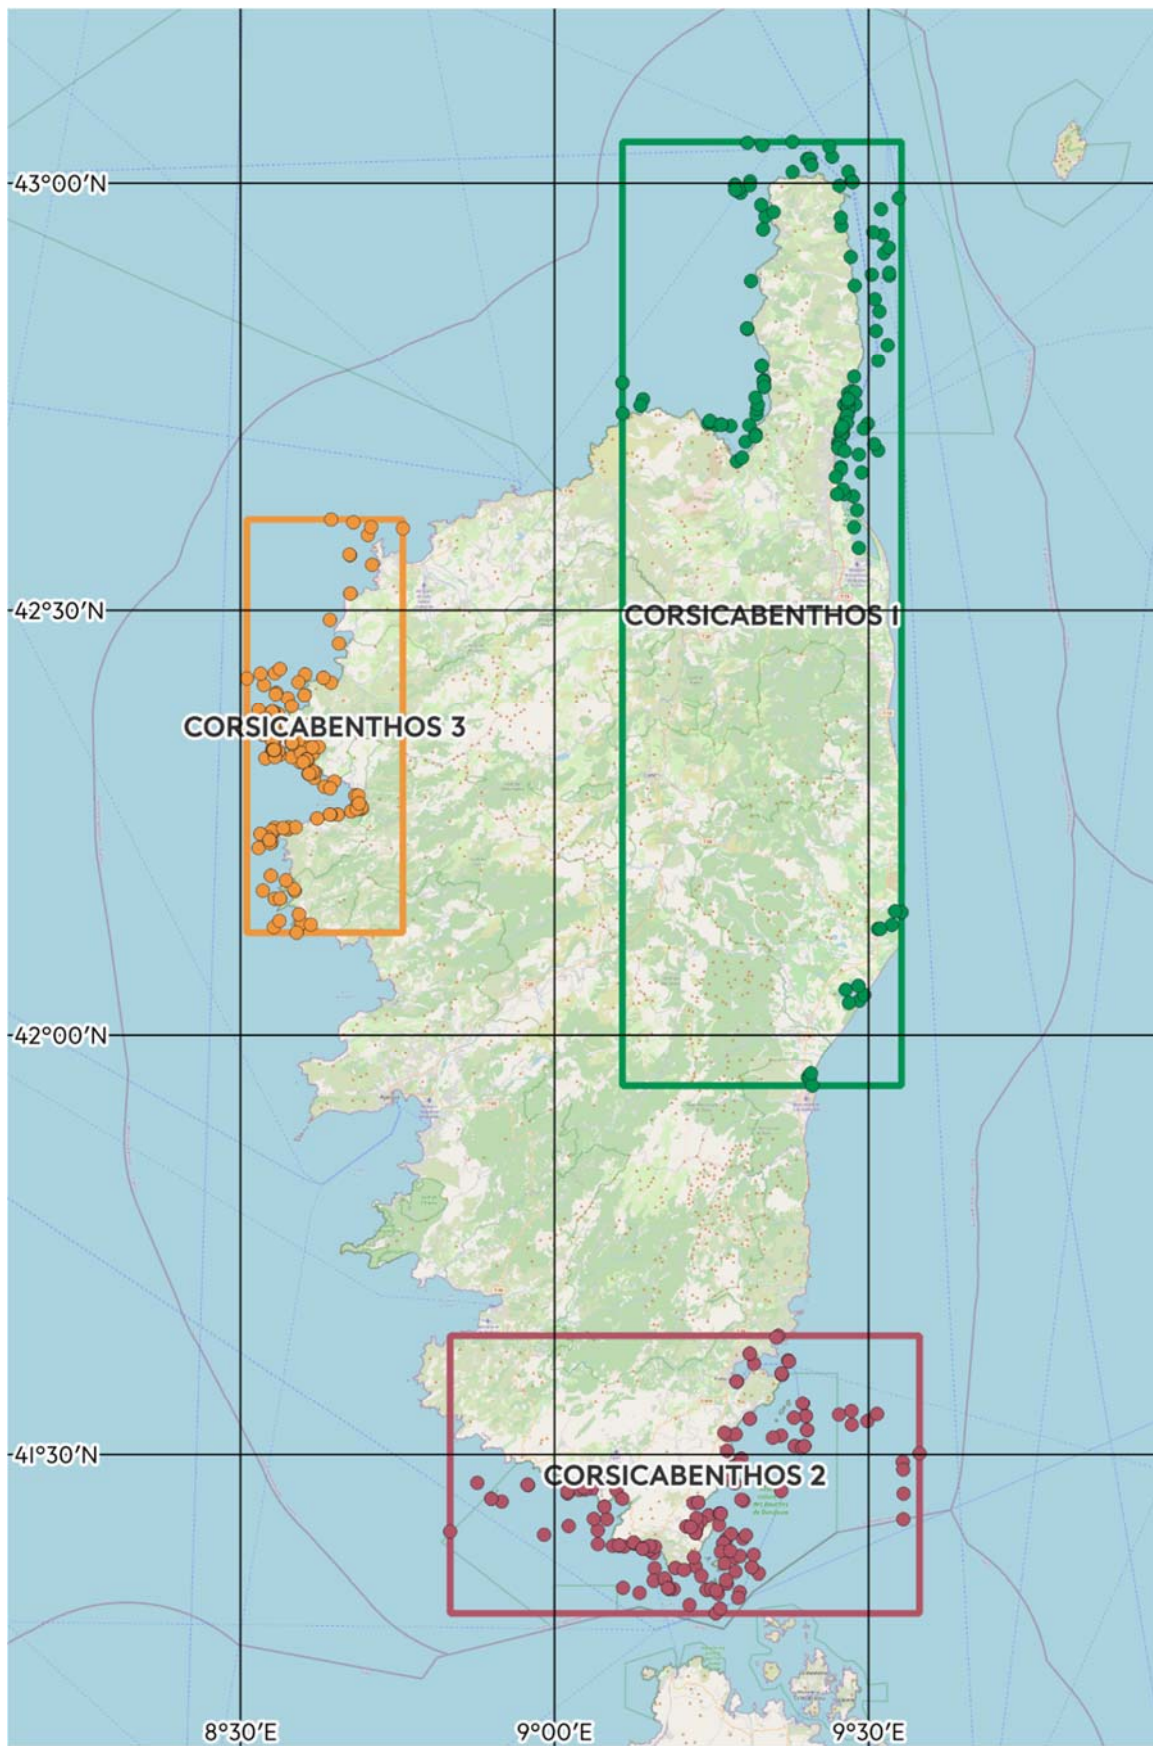 43°00′N
42°30′N
CORSICABENTHOS 1
CORSICABENTHOS 3
42°00′N
41°30′N
CORSICABENTHOS 2
8°30′E
9°00′E
9°30′E